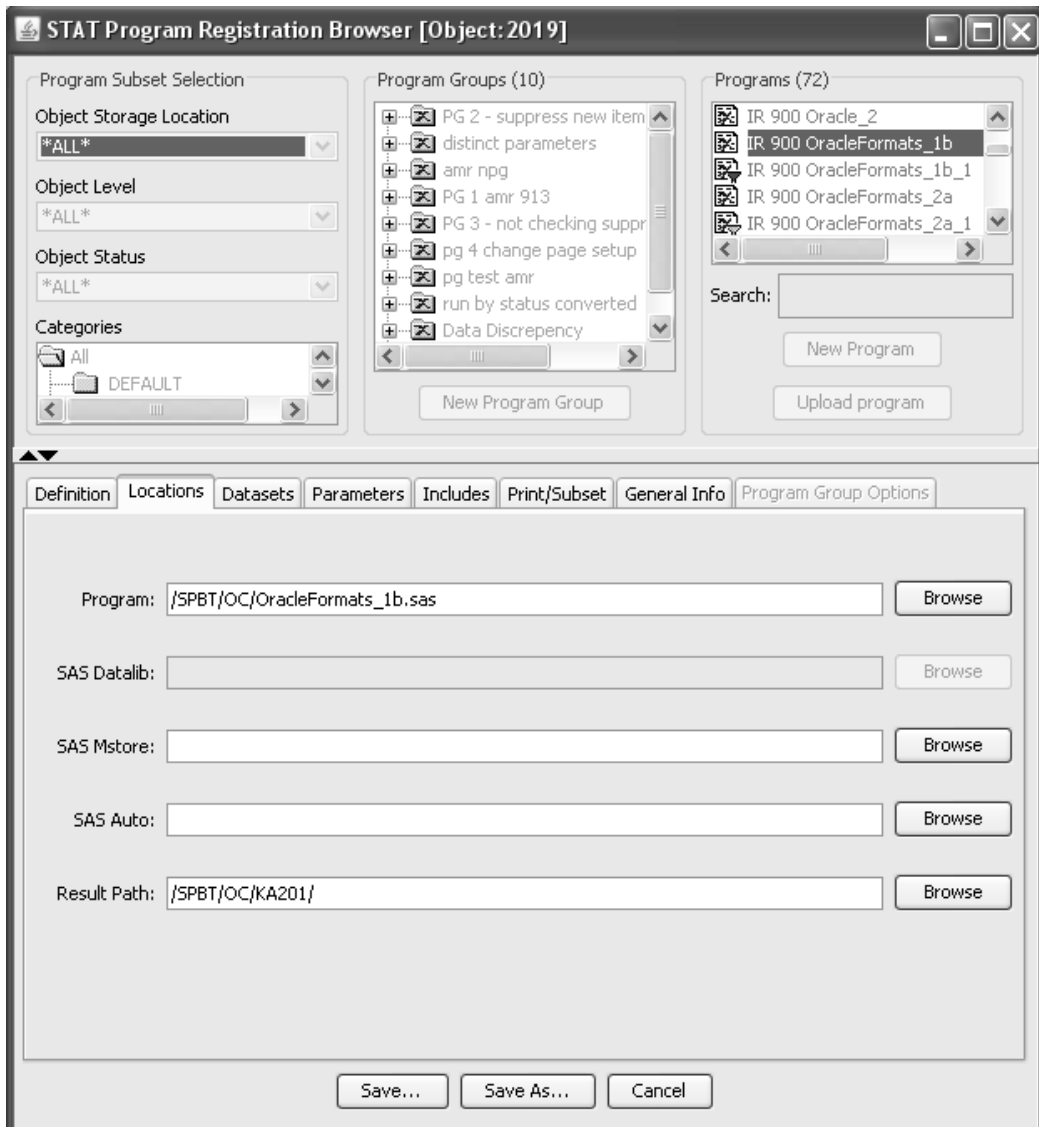 STAT Program Registration Browser [Object:2019]
Program Subset Selection
Object Storage Location
*ALL*
Object Level
*ALL*
Object Status
*ALL*
Categories
All
DEFAULT
Program Groups (10)
PG 2 - suppress new item
distinct parameters
amr npg
PG 1 amr 913
PG 3 - not checking suppr
pg 4 change page setup
pg test amr
run by status converted
Data Discrepency
New Program Group
Programs (72)
IR 900 Oracle_2
IR 900 OracleFormats_1b
IR 900 OracleFormats_1b_1
IR 900 OracleFormats_2a
IR 900 OracleFormats_2a_1
Search:
New Program
Upload program
Definition Locations Datasets Parameters Includes Print/Subset General Info Program Group Options
Program: /SPBT/OC/OracleFormats_1b.sas Browse
SAS Datalib: Browse
SAS Mstore: Browse
SAS Auto: Browse
Result Path: /SPBT/OC/KA201/ Browse
Save... Save As... Cancel